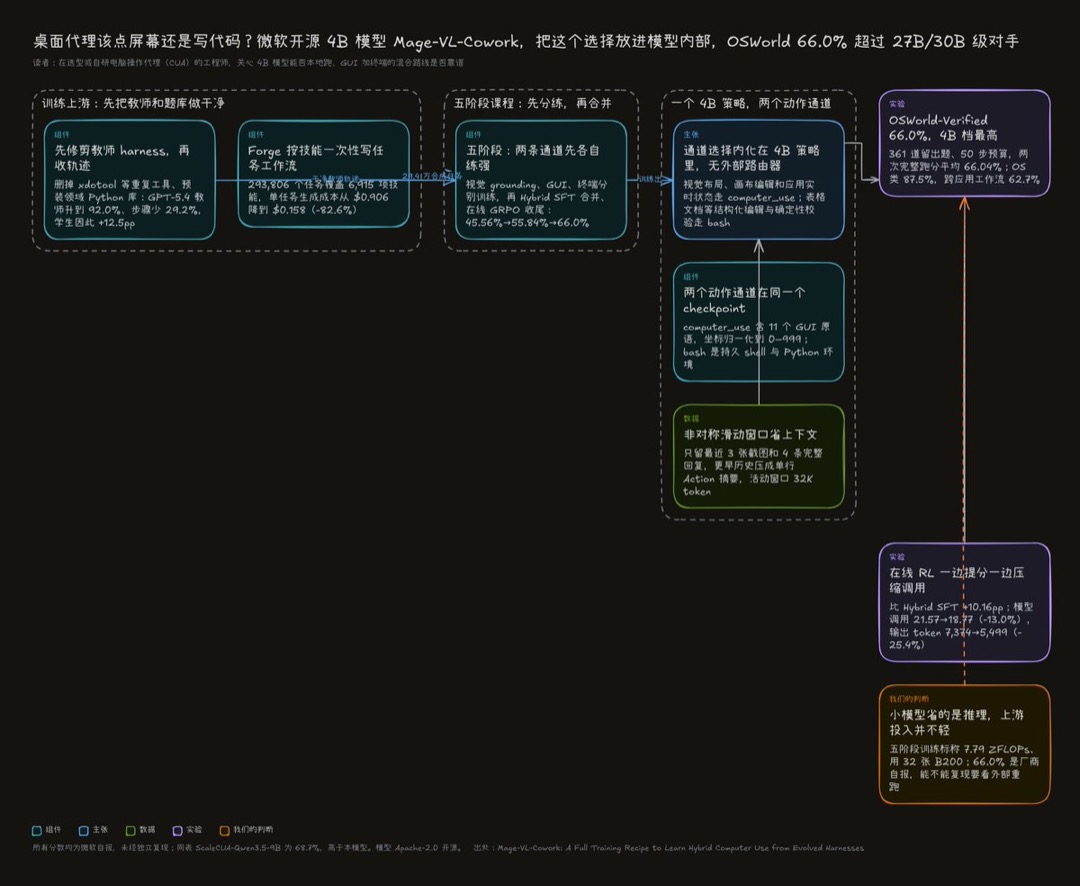 桌面代理该点屏幕还是写代码？微软开源 4B 模型 Mage-VL-Cowork，把这个选择放进模型内部，OSWorld 66.0% 超过 27B/30B 级对手
读者：在选型或自研电脑操作代理（CUA）的工程师，关心 4B 模型能否本地跑、GUI 加终端的混合路线是否靠谱
训练上游：先把教师和题库做干净
组件
先修剪教师 harness，再
收轨迹
删掉 xdotool 等重复工具、预
装领域 Python 库：GPT-5.4 教
师升到 92.0%、步骤少 29.2%，
学生因此 +12.5pp
组件
Forge 按技能一次性写任
务工作流
293,806 个任务覆盖 6,915 项技
能，单任务生成成本从 $0.906
降到 $0.158（-82.6%）
干净教师轨迹
29.41万合成任务
五阶段课程：先分练，再合并
组件
五阶段：两条通道先各自
练强
视觉 grounding、GUI、终端分
别训练，再 Hybrid SFT 合并、
在线 GRPO 收尾：
45.56%→55.84%→66.0%
训练出
一个 4B 策略，两个动作通道
主张
通道选择内化在 4B 策略
里，无外部路由器
视觉布局、画布编辑和应用实
时状态走 computer_use；表格
文档等结构化编辑与确定性校
验走 bash
组件
两个动作通道在同一个
checkpoint
computer_use 含 11 个 GUI 原
语，坐标归一化到 0–999；
bash 是持久 shell 与 Python 环
境
数据
非对称滑动窗口省上下文
只留最近 3 张截图和 4 条完整
回复，更早历史压成单行
Action 摘要，活动窗口 32K
token
实验
OSWorld-Verified
66.0%，4B 档最高
361 道留出题、50 步预算，两
次完整跑分平均 66.04%；OS
类 87.5%，跨应用工作流 62.7%
实验
在线 RL 一边提分一边压
缩调用
比 Hybrid SFT +10.16pp；模型
调用 21.57→18.77（-13.0%），
输出 token 7,374→5,499（-
25.4%）
我们的判断
小模型省的是推理，上游
投入并不轻
五阶段训练标称 7.79 ZFLOPs、
用 32 张 B200；66.0% 是厂商
自报，能不能复现要看外部重
跑
组件 主张 数据 实验 我们的判断
所有分数均为微软自报，未经独立复现；同表 ScaleCUA-Qwen3.5-9B 为 68.7%，高于本模型。模型 Apache-2.0 开源。 出处：Mage-VL-Cowork: A Full Training Recipe to Learn Hybrid Computer Use from Evolved Harnesses